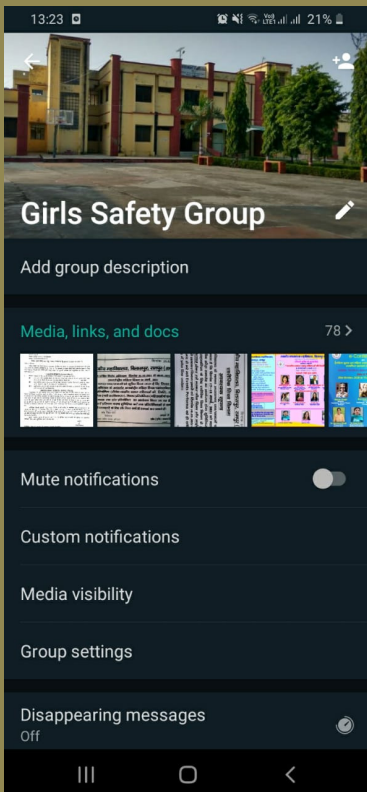 13:23 21%
Girls Safety Group
Add group description
Media, links, and docs 78 >
Mute notifications
Custom notifications
Media visibility
Group settings
Disappearing messages
Off